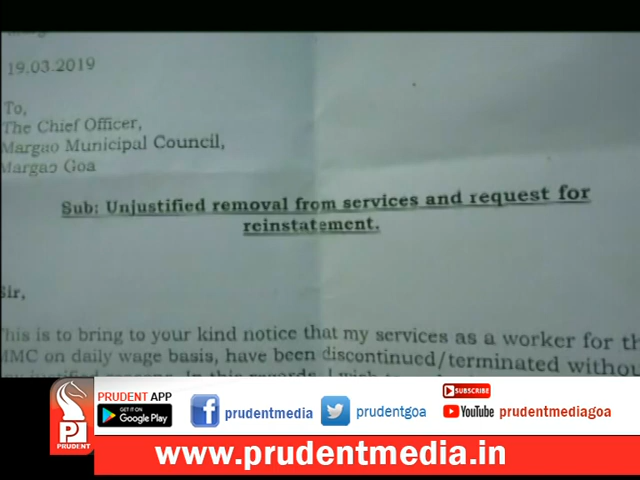 19.03.2019
To,
The Chief Officer,
Margao Municipal Council,
Margao Goa
Sub: Unjustified removal from services and request for
reinstatement.
Sir,
This is to bring to your kind notice that my services as a worker for the
MMC on daily wage basis, have been discontinued/terminated without
PRUDENT APP
GET IT ON
Google Play
prudentmedia
prudentgoa
SUBSCRIBE
YouTube prudentmediagoa
PRUDENT
www.prudentmedia.in